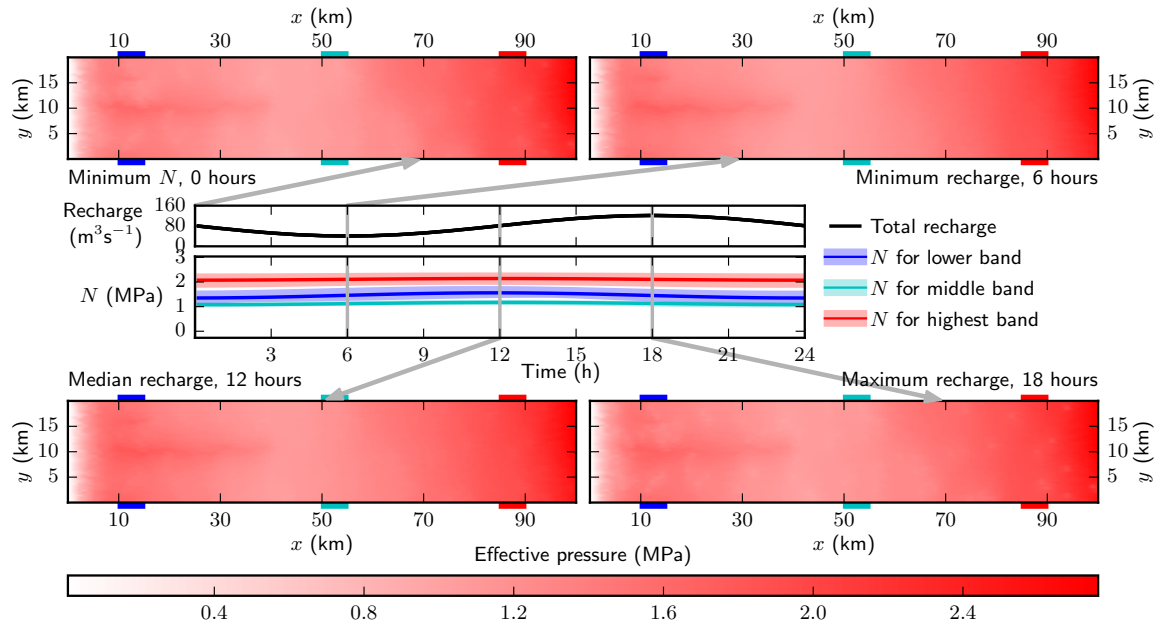 x (km) x (km)
10 30 50 70 90 10 30 50 70 90
y (km) 15 10 5 15 10 5 y (km)
Minimum N, 0 hours Minimum recharge, 6 hours
Recharge (m³s⁻¹)
160
80
0
Total recharge
N for lower band
N for middle band
N for highest band
N (MPa)
3
2
1
0
3 6 9 12 15 18 21 24
Time (h)
Median recharge, 12 hours Maximum recharge, 18 hours
y (km) 15 10 5 15 10 5 y (km)
10 30 50 70 90 10 30 50 70 90
x (km) x (km)
Effective pressure (MPa)
0.4 0.8 1.2 1.6 2.0 2.4